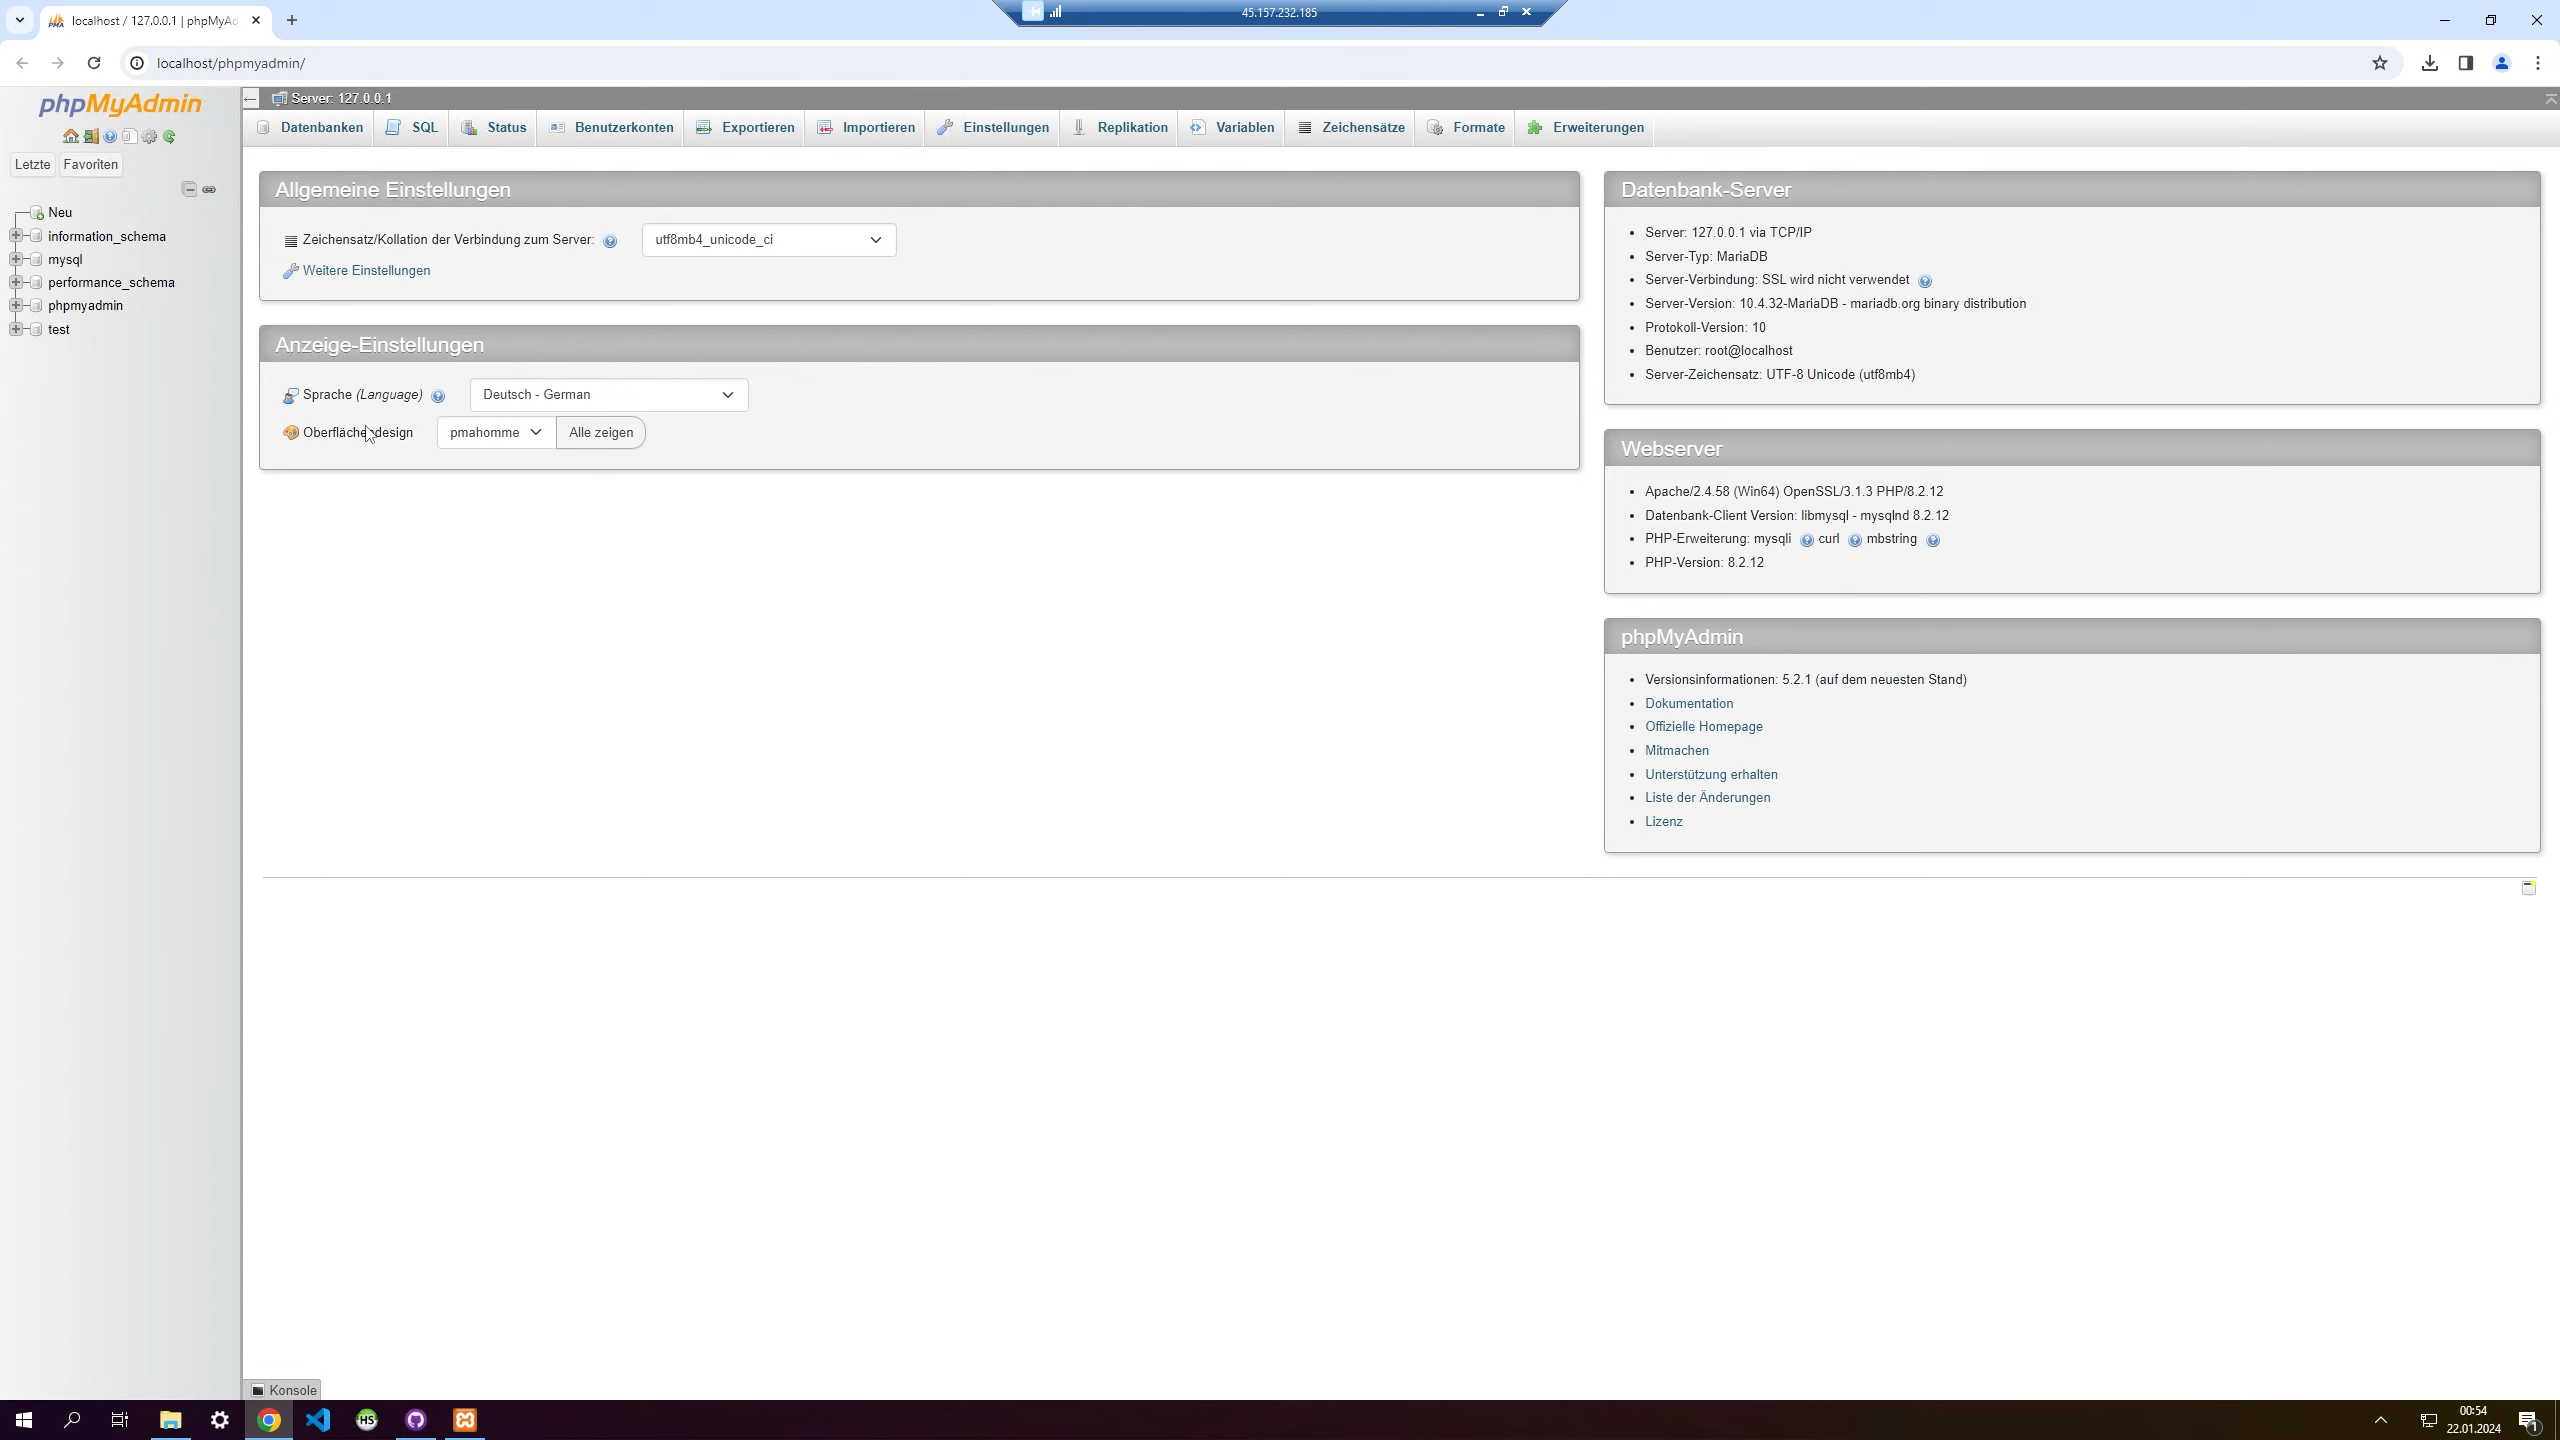 localhost / 127.0.0.1 | phpMyAd
45.157.232.185
localhost/phpmyadmin/
phpMyAdmin
Letzte Favoriten
Neu
information_schema
mysql
performance_schema
phpmyadmin
test
Server: 127.0.0.1
Datenbanken SQL Status Benutzerkonten Exportieren Importieren Einstellungen Replikation Variablen Zeichensätze Formate Erweiterungen
Allgemeine Einstellungen
Zeichensatz/Kollation der Verbindung zum Server: utf8mb4_unicode_ci
Weitere Einstellungen
Anzeige-Einstellungen
Sprache (Language) Deutsch - German
Oberflächendesign pmahomme Alle zeigen
Datenbank-Server
Server: 127.0.0.1 via TCP/IP
Server-Typ: MariaDB
Server-Verbindung: SSL wird nicht verwendet
Server-Version: 10.4.32-MariaDB - mariadb.org binary distribution
Protokoll-Version: 10
Benutzer: root@localhost
Server-Zeichensatz: UTF-8 Unicode (utf8mb4)
Webserver
Apache/2.4.58 (Win64) OpenSSL/3.1.3 PHP/8.2.12
Datenbank-Client Version: libmysql - mysqlnd 8.2.12
PHP-Erweiterung: mysqli curl mbstring
PHP-Version: 8.2.12
phpMyAdmin
Versionsinformationen: 5.2.1 (auf dem neuesten Stand)
Dokumentation
Offizielle Homepage
Mitmachen
Unterstützung erhalten
Liste der Änderungen
Lizenz
Konsole
HS
00:54
22.01.2024
1